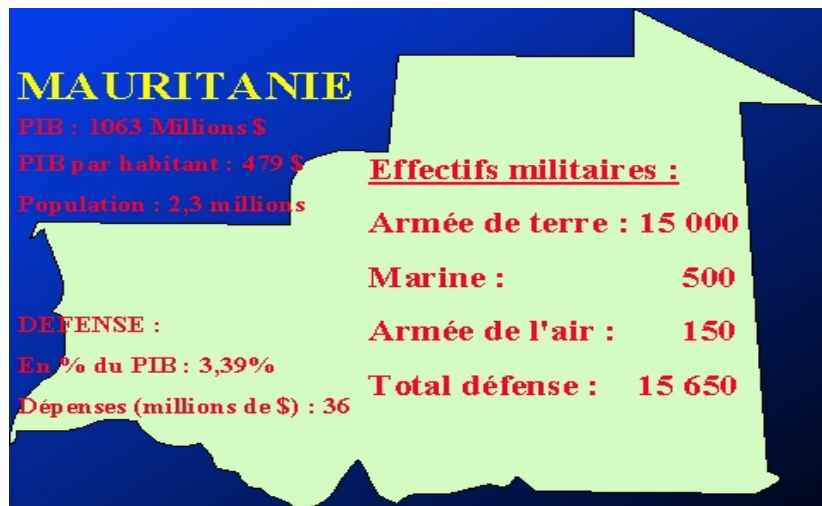 MAURITANIE
PIB : 1063 Millions $
PIB par habitant : 479 $
Population : 2,3 millions
DEFENSE :
En % du PIB : 3,39%
Dépenses (millions de $) : 36
Effectifs militaires :
Armée de terre : 15 000
Marine : 500
Armée de l'air : 150
Total défense : 15 650